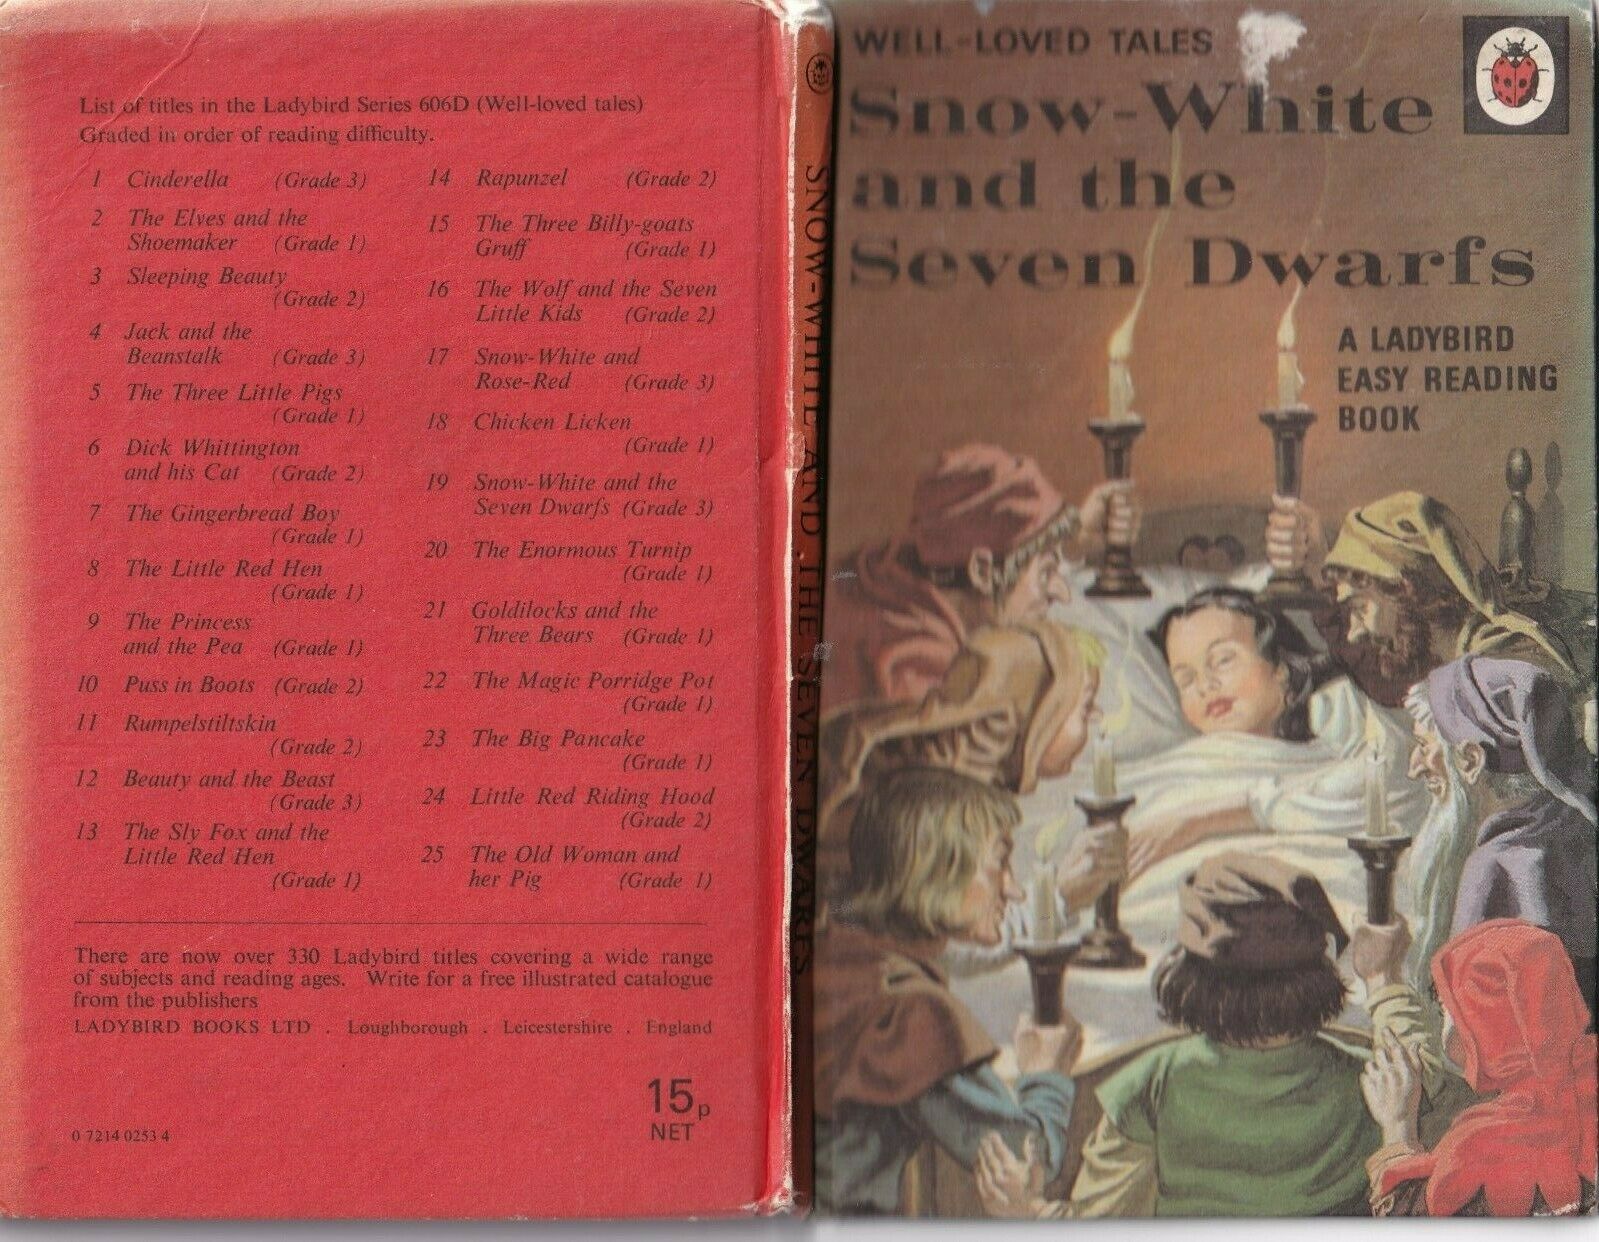 List of titles in the Ladybird Series 606D (Well-loved tales)
Graded in order of reading difficulty.
1 Cinderella (Grade 3)
2 The Elves and the
Shoemaker (Grade 1)
3 Sleeping Beauty
(Grade 2)
4 Jack and the
Beanstalk (Grade 3)
5 The Three Little Pigs
(Grade 1)
6 Dick Whittington
and his Cat (Grade 2)
7 The Gingerbread Boy
(Grade 1)
8 The Little Red Hen
(Grade 1)
9 The Princess
and the Pea (Grade 1)
10 Puss in Boots (Grade 2)
11 Rumpelstiltskin
(Grade 2)
12 Beauty and the Beast
(Grade 3)
13 The Sly Fox and the
Little Red Hen
(Grade 1)
14 Rapunzel (Grade 2)
15 The Three Billy-goats
Gruff (Grade 1)
16 The Wolf and the Seven
Little Kids (Grade 2)
17 Snow-White and
Rose-Red (Grade 3)
18 Chicken Licken
(Grade 1)
19 Snow-White and the
Seven Dwarfs (Grade 3)
20 The Enormous Turnip
(Grade 1)
21 Goldilocks and the
Three Bears (Grade 1)
22 The Magic Porridge Pot
(Grade 1)
23 The Big Pancake
(Grade 1)
24 Little Red Riding Hood
(Grade 2)
25 The Old Woman and
her Pig (Grade 1)
There are now over 330 Ladybird titles covering a wide range
of subjects and reading ages. Write for a free illustrated catalogue
from the publishers
LADYBIRD BOOKS LTD . Loughborough . Leicestershire . England
15p
NET
0 7214 0253 4
SNOW-WHITE AND THE SEVEN DWARFS
WELL-LOVED TALES
Snow-White
and the
Seven Dwarfs
A LADYBIRD
EASY READING
BOOK